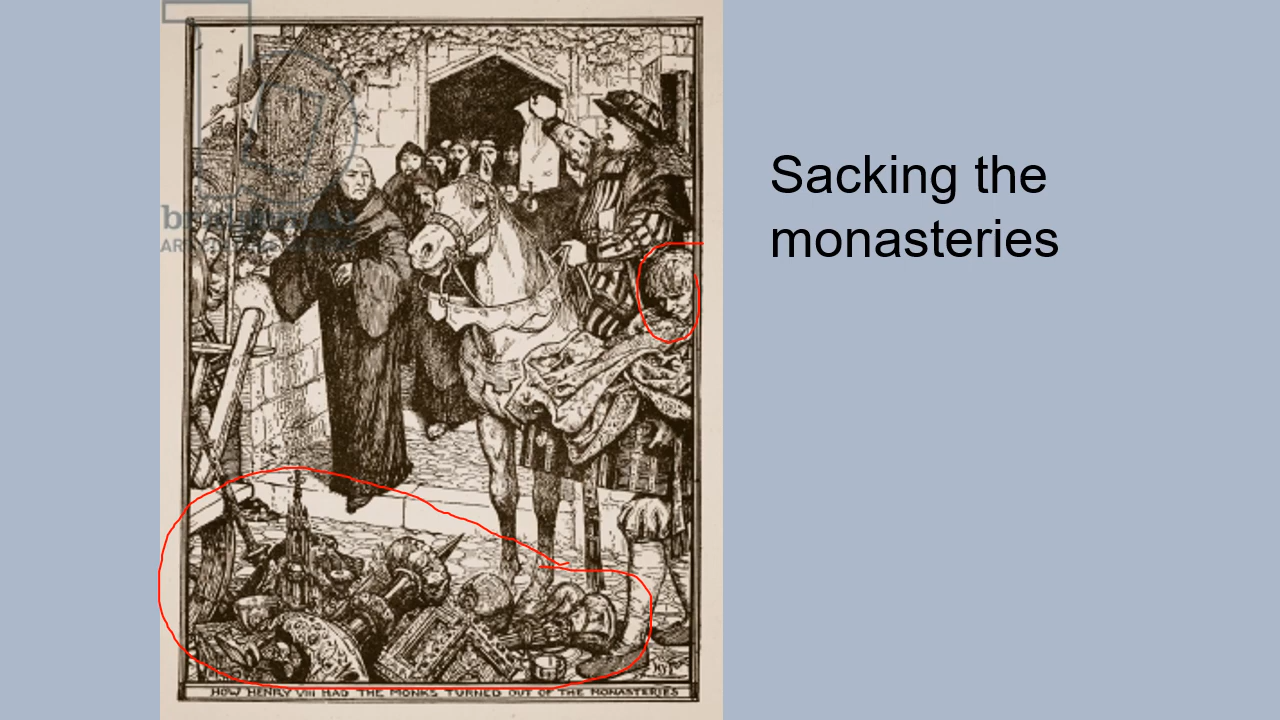 Sacking the
monasteries
HOW HENRY VIII HAD THE MONKS TURNED OUT OF THE MONASTERIES